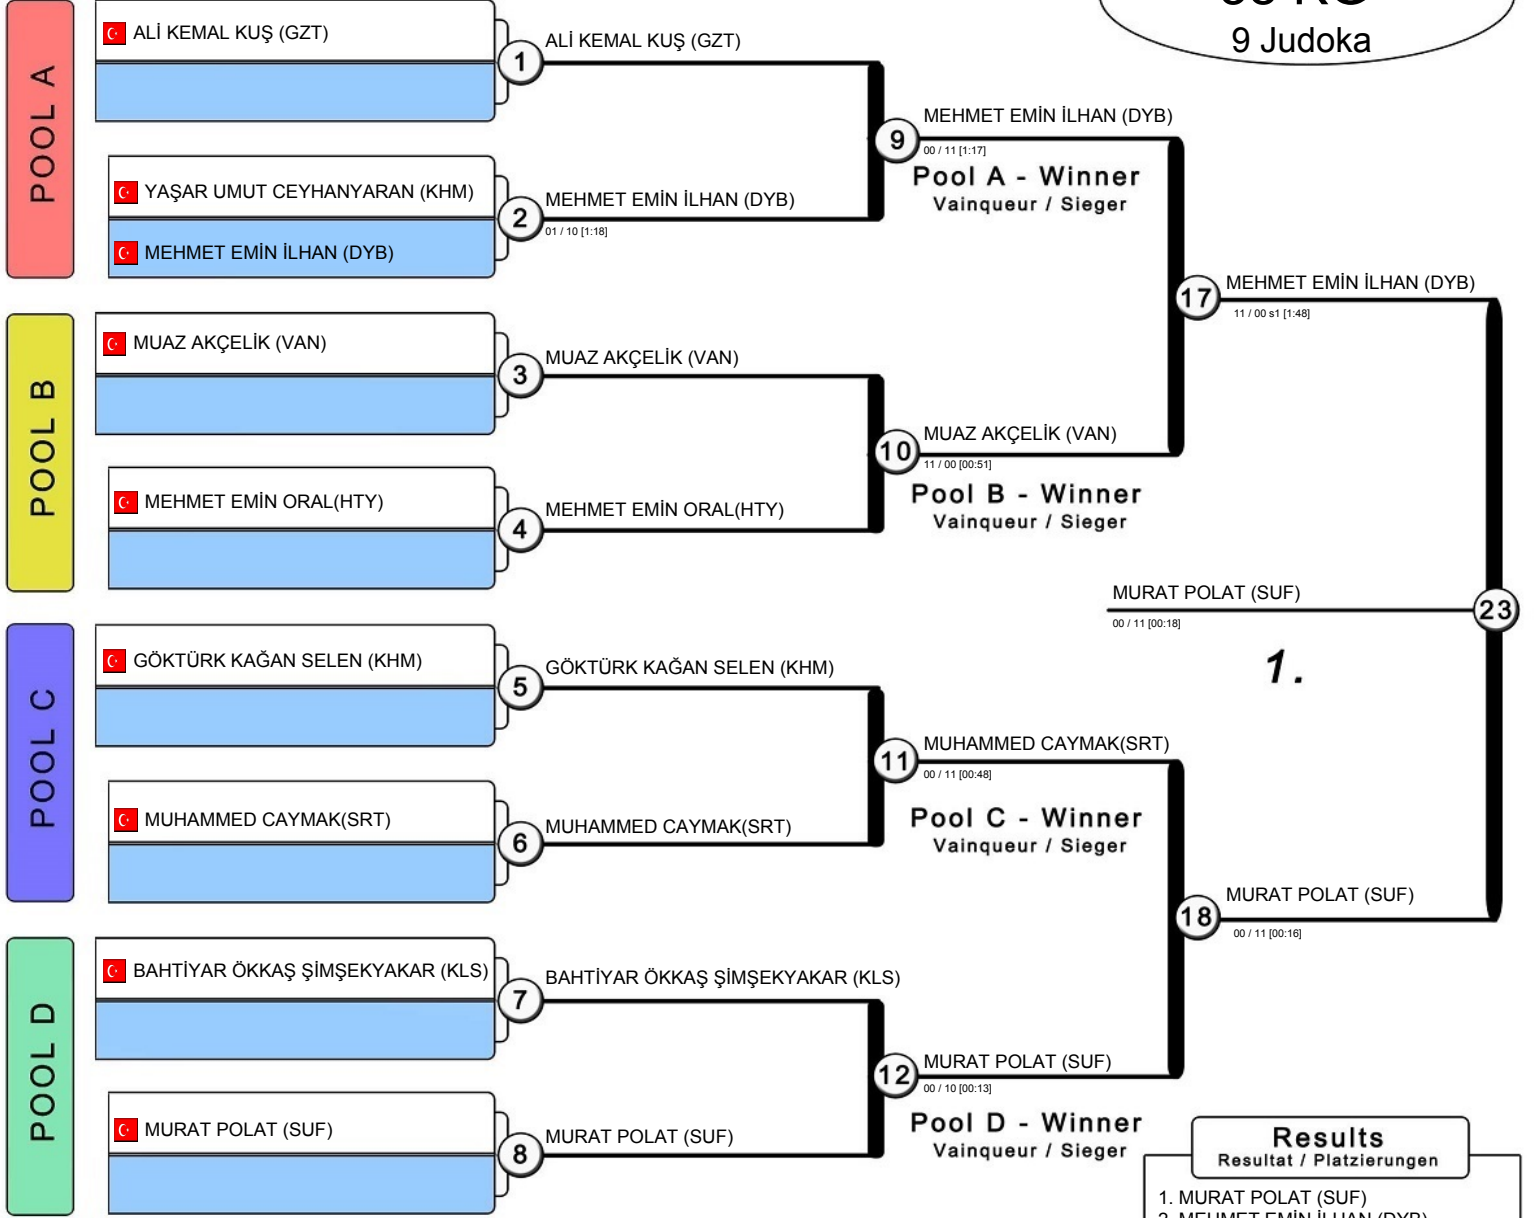 KG
9 Judoka
POOL A
ALİ KEMAL KUŞ (GZT)
1
ALİ KEMAL KUŞ (GZT)
YAŞAR UMUT CEYHANYARAN (KHM)
MEHMET EMİN İLHAN (DYB)
2
MEHMET EMİN İLHAN (DYB)
01 / 10 [1:18]
9
MEHMET EMİN İLHAN (DYB)
00 / 11 [1:17]
Pool A - Winner
Vainqueur / Sieger
POOL B
MUAZ AKÇELİK (VAN)
3
MUAZ AKÇELİK (VAN)
MEHMET EMİN ORAL(HTY)
4
MEHMET EMİN ORAL(HTY)
10
MUAZ AKÇELİK (VAN)
11 / 00 [00:51]
Pool B - Winner
Vainqueur / Sieger
17
MEHMET EMİN İLHAN (DYB)
11 / 00 s1 [1:48]
MURAT POLAT (SUF)
23
00 / 11 [00:18]
1.
POOL C
GÖKTÜRK KAĞAN SELEN (KHM)
5
GÖKTÜRK KAĞAN SELEN (KHM)
MUHAMMED CAYMAK(SRT)
6
MUHAMMED CAYMAK(SRT)
11
MUHAMMED CAYMAK(SRT)
00 / 11 [00:48]
Pool C - Winner
Vainqueur / Sieger
18
MURAT POLAT (SUF)
00 / 11 [00:16]
POOL D
BAHTİYAR ÖKKAŞ ŞİMŞEKYAKAR (KLS)
7
BAHTİYAR ÖKKAŞ ŞİMŞEKYAKAR (KLS)
MURAT POLAT (SUF)
8
MURAT POLAT (SUF)
12
MURAT POLAT (SUF)
00 / 10 [00:13]
Pool D - Winner
Vainqueur / Sieger
Results
Resultat / Platzierungen
1. MURAT POLAT (SUF)
2. MEHMET EMİN İLHAN (DYB)